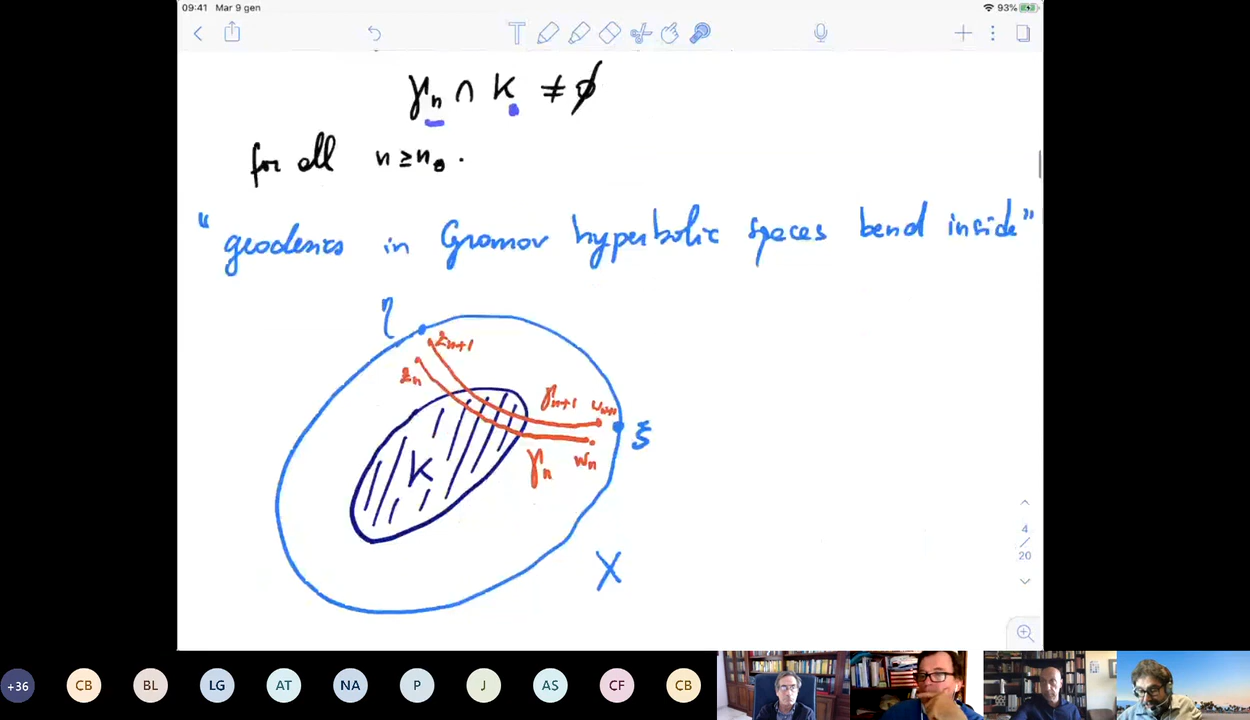 09:41 Mar 9 gen
93%
γn ∩ K ≠ ∅
for all n ≥ n₀.
"geodesics in Gromov hyperbolic spaces bend inside"
η
zn+1
zn
γn+1 wn+1
ξ
K
γn wn
X
4
/
20
+36 CB BL LG AT NA P J AS CF CB